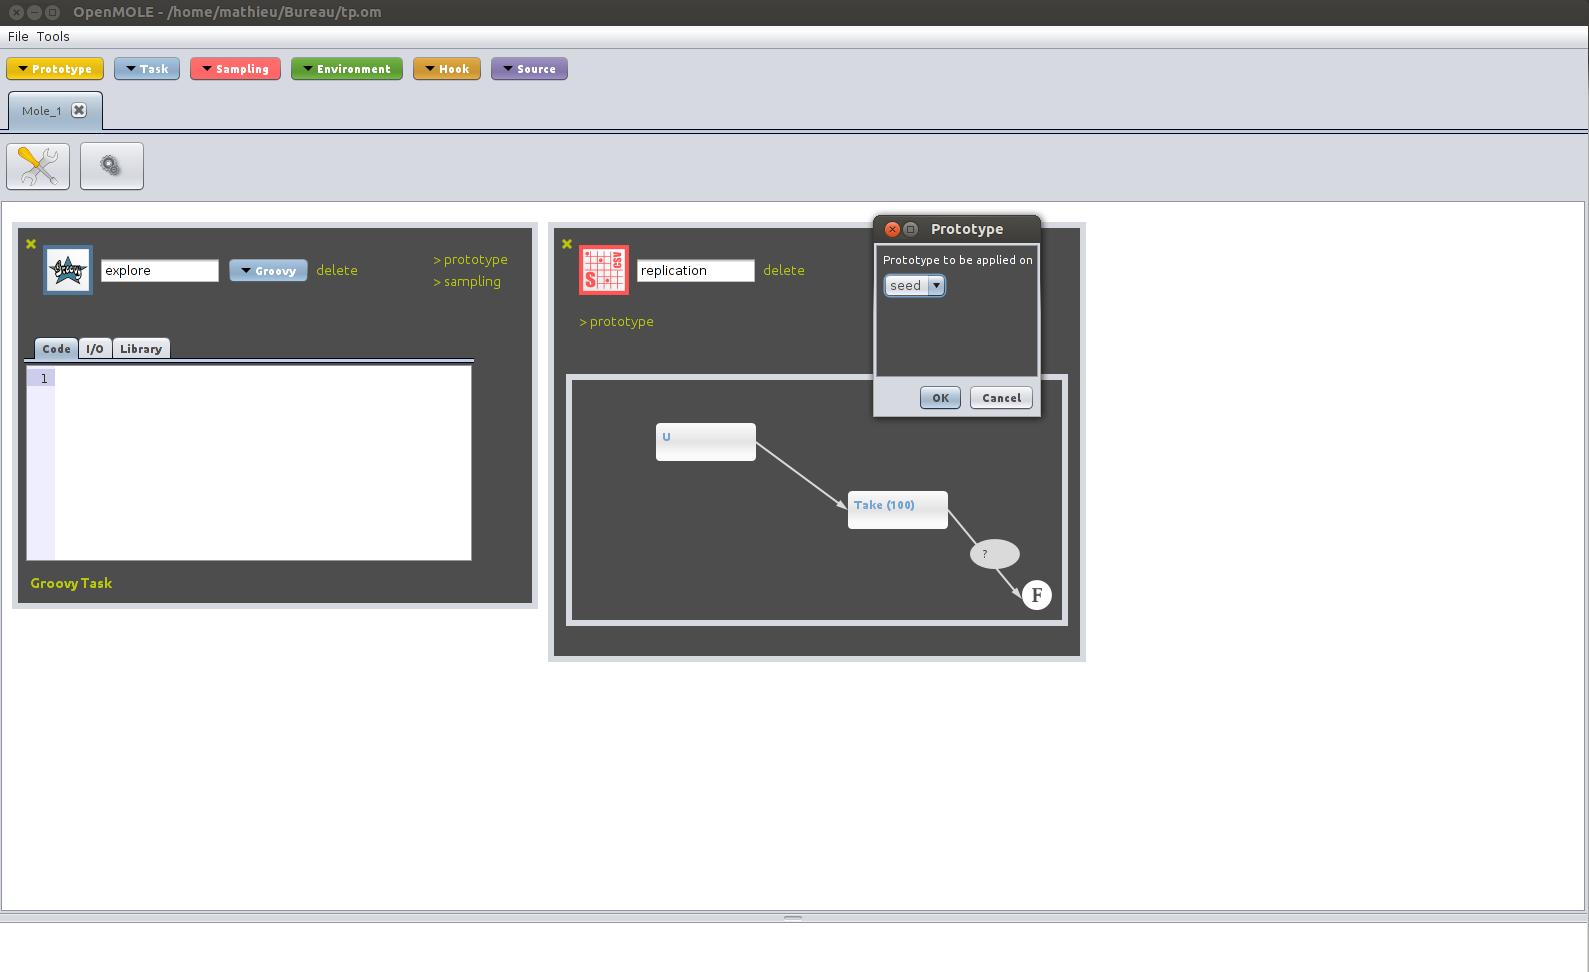 OpenMOLE - /home/mathieu/Bureau/tp.om
File Tools
Prototype Task Sampling Environment Hook Source
Mole_1
Groovy
explore
Groovy
delete
> prototype
> sampling
Code I/O Library
1
Groovy Task
S CSV
replication
delete
> prototype
U
Take (100)
?
F
Prototype
Prototype to be applied on
seed
OK Cancel